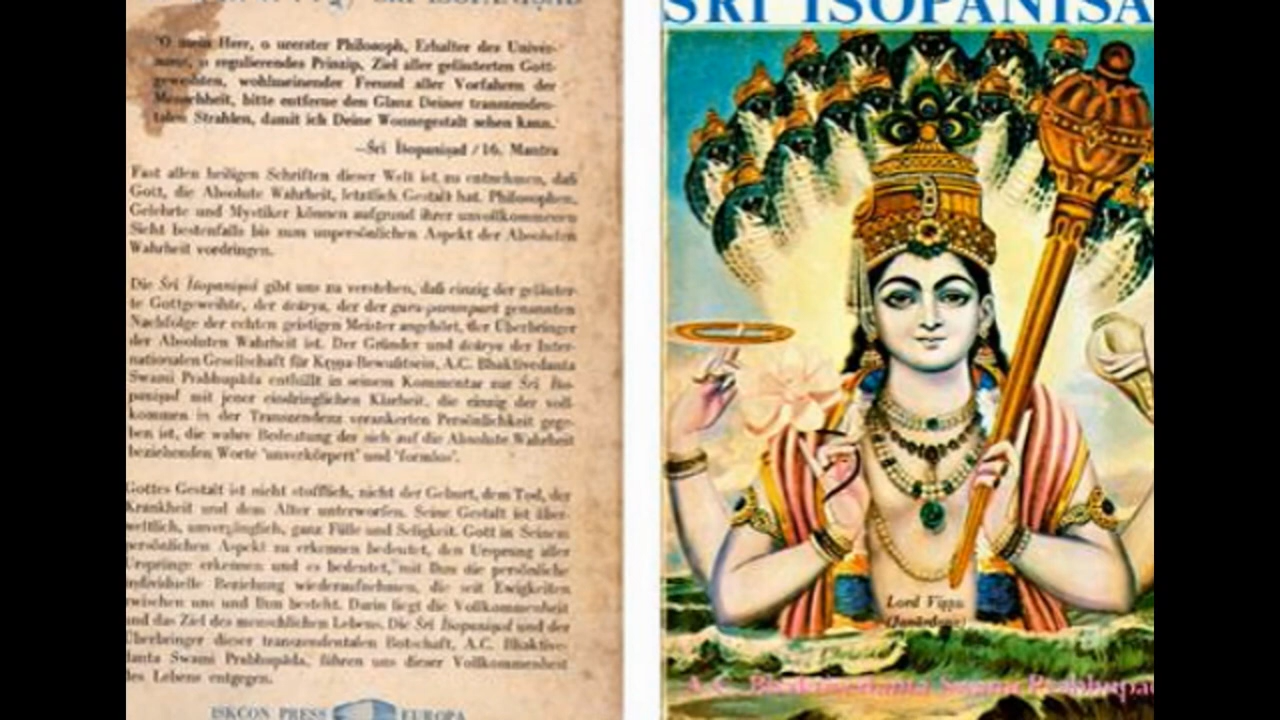 SRI ISOPANISAD
'O mein Herr, o urerster Philosoph, Erhalter des Univer-
sums, o regulierendes Prinzip, Ziel aller geläuterten Gott-
geweihten, wohlmeinender Freund aller Vorfahren der
Menschheit, bitte entferne den Glanz Deiner transzenden-
talen Strahlen, damit ich Deine Wonnegestalt sehen kann.'
—Śrī Īśopaniṣad / 16. Mantra
Fast allen heiligen Schriften dieser Welt ist zu entnehmen, daß
Gott, die Absolute Wahrheit, letztlich Gestalt hat. Philosophen,
Gelehrte und Mystiker können aufgrund ihrer unvollkommenen
Sicht bestenfalls bis zum unpersönlichen Aspekt der Absoluten
Wahrheit vordringen.
Die Śrī Īśopaniṣad gibt uns zu verstehen, daß einzig der geläuter-
te Gottgeweihte, der ācārya, der der guru-paramparā genannten
Nachfolge der echten geistigen Meister angehört, der Überbringer
der Absoluten Wahrheit ist. Der Gründer und ācārya der Inter-
nationalen Gesellschaft für Kṛṣṇa-Bewußtsein, A.C. Bhaktivedanta
Swami Prabhupāda enthüllt in seinem Kommentar zur Śrī Īśo-
paniṣad mit jener eindringlichen Klarheit, die einzig der voll-
kommen in der Transzendenz verankerten Persönlichkeit gege-
ben ist, die wahre Bedeutung des sich auf die Absolute Wahrheit
beziehenden Worte 'unverkörpert' und 'formlos'.
Gottes Gestalt ist nicht stofflich, nicht der Geburt, dem Tod, der
Krankheit und dem Alter unterworfen. Seine Gestalt ist über-
weltlich, unvergänglich, ganz Fülle und Seligkeit. Gott in Seinem
persönlichen Aspekt zu erkennen bedeutet, den Ursprung aller
Ursprünge erkennen und es bedeutet, mit Ihm die persönliche
individuelle Beziehung wiederaufnehmen, die seit Ewigkeiten
zwischen uns und Ihm besteht. Darin liegt die Vollkommenheit
und das Ziel des menschlichen Lebens. Die Śrī Īśopaniṣad und der
Überbringer dieser transzendentalen Botschaft, A.C. Bhaktive-
danta Swami Prabhupāda, führen uns dieser Vollkommenheit
des Lebens entgegen.
ISKCON PRESS EUROPA
SRI ISOPANISA
Lord Viṣṇu
(Janārdana)
A.C. Bhaktivedanta Swami Prabhupad